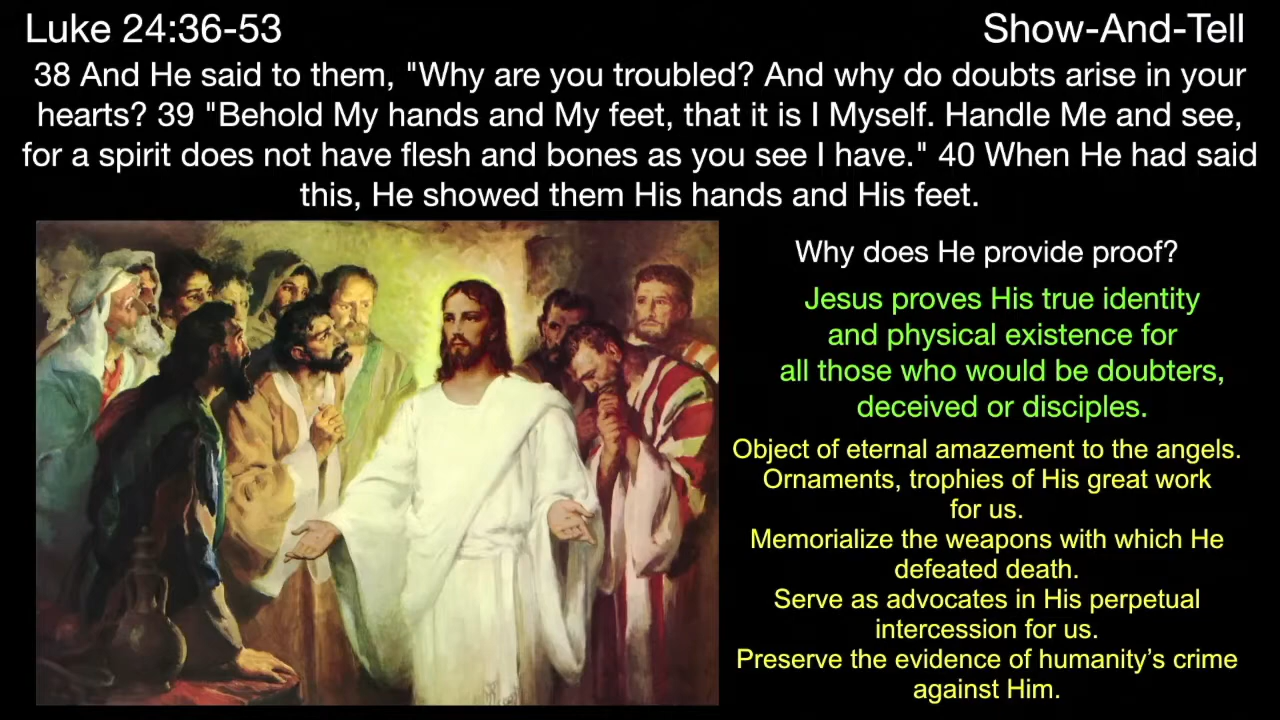 Luke 24:36-53
Show-And-Tell
38 And He said to them, "Why are you troubled? And why do doubts arise in your
hearts? 39 "Behold My hands and My feet, that it is I Myself. Handle Me and see,
for a spirit does not have flesh and bones as you see I have." 40 When He had said
this, He showed them His hands and His feet.
Why does He provide proof?
Jesus proves His true identity
and physical existence for
all those who would be doubters,
deceived or disciples.
Object of eternal amazement to the angels.
Ornaments, trophies of His great work
for us.
Memorialize the weapons with which He
defeated death.
Serve as advocates in His perpetual
intercession for us.
Preserve the evidence of humanity’s crime
against Him.